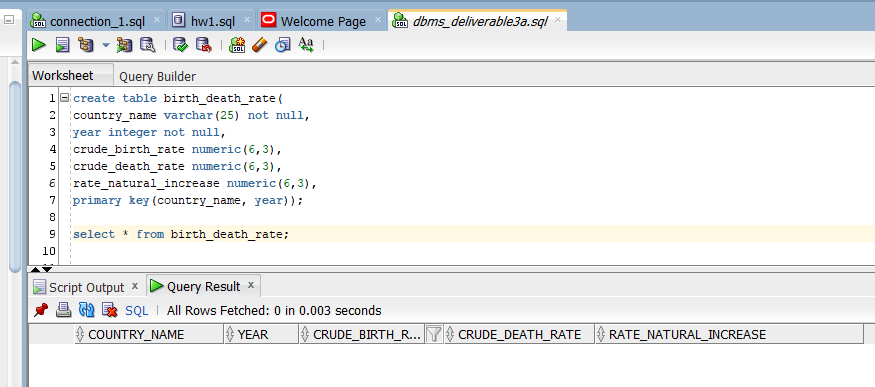 connection_1.sql × hw1.sql × Welcome Page × dbms_deliverable3a.sql ×
Worksheet Query Builder
1 create table birth_death_rate(
2 country_name varchar(25) not null,
3 year integer not null,
4 crude_birth_rate numeric(6,3),
5 crude_death_rate numeric(6,3),
6 rate_natural_increase numeric(6,3),
7 primary key(country_name, year));
8
9 select * from birth_death_rate;
10
Script Output × Query Result ×
SQL | All Rows Fetched: 0 in 0.003 seconds
COUNTRY_NAME YEAR CRUDE_BIRTH_R... CRUDE_DEATH_RATE RATE_NATURAL_INCREASE